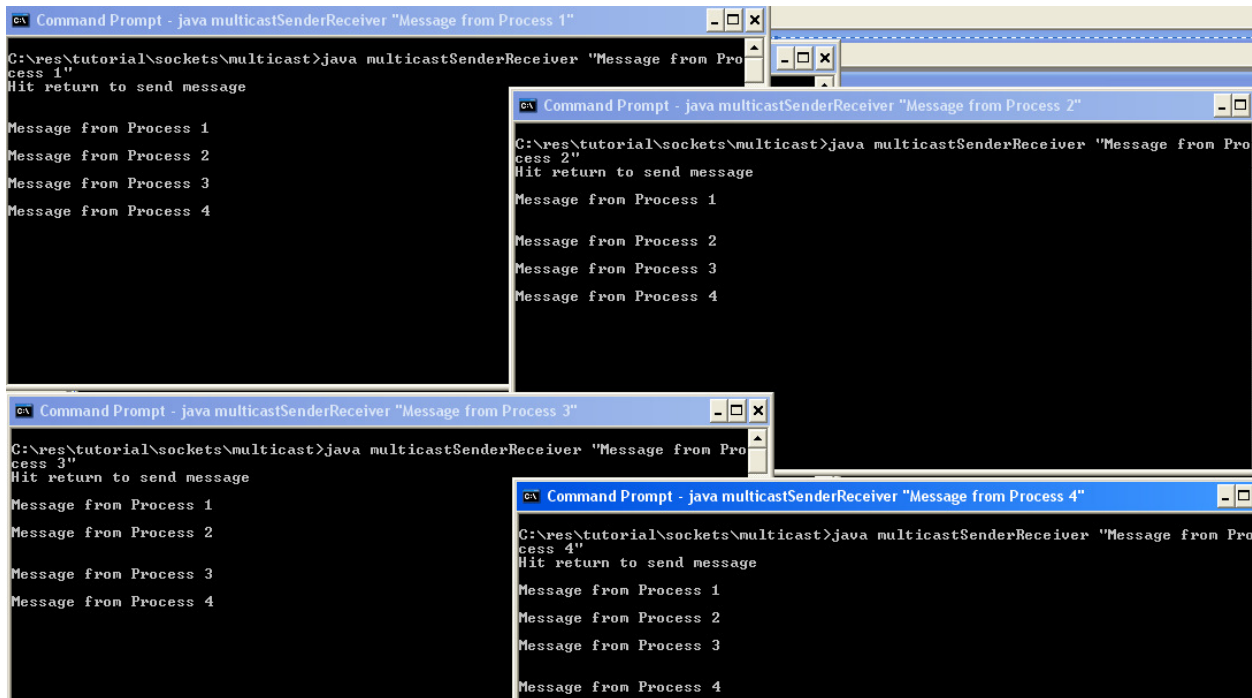 Command Prompt - java multicastSenderReceiver "Message from Process 1"
C:\res\tutorial\sockets\multicast>java multicastSenderReceiver "Message from Pro
cess 1"
Hit return to send message
Message from Process 1
Message from Process 2
Message from Process 3
Message from Process 4
Command Prompt - java multicastSenderReceiver "Message from Process 2"
C:\res\tutorial\sockets\multicast>java multicastSenderReceiver "Message from Pro
cess 2"
Hit return to send message
Message from Process 1
Message from Process 2
Message from Process 3
Message from Process 4
Command Prompt - java multicastSenderReceiver "Message from Process 3"
C:\res\tutorial\sockets\multicast>java multicastSenderReceiver "Message from Pro
cess 3"
Hit return to send message
Message from Process 1
Message from Process 2
Message from Process 3
Message from Process 4
Command Prompt - java multicastSenderReceiver "Message from Process 4"
C:\res\tutorial\sockets\multicast>java multicastSenderReceiver "Message from Pro
cess 4"
Hit return to send message
Message from Process 1
Message from Process 2
Message from Process 3
Message from Process 4